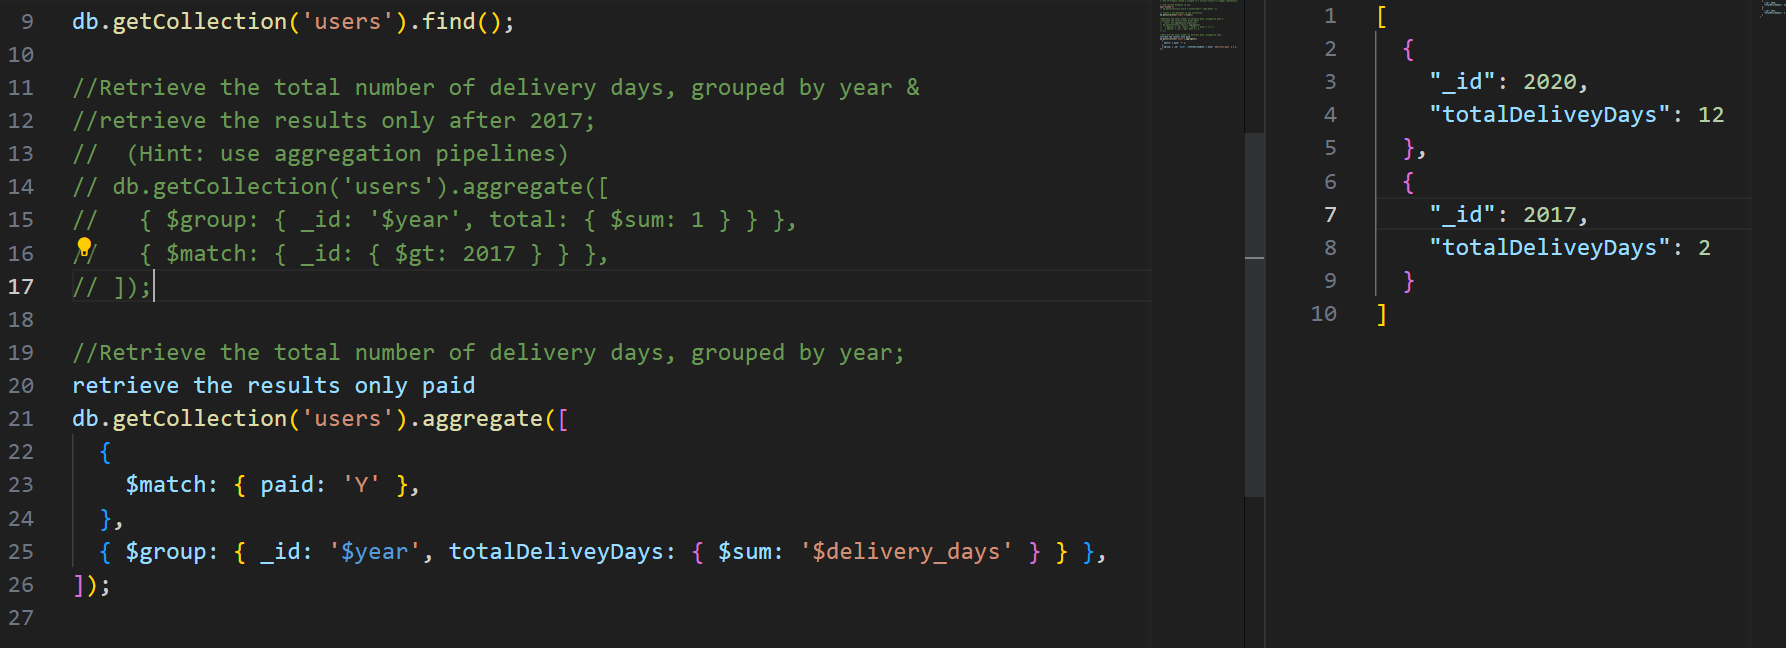 9 db.getCollection('users').find();
10
11 //Retrieve the total number of delivery days, grouped by year &
12 //retrieve the results only after 2017;
13 //  (Hint: use aggregation pipelines)
14 // db.getCollection('users').aggregate([
15 //   { $group: { _id: '$year', total: { $sum: 1 } } },
16 //   { $match: { _id: { $gt: 2017 } } },
17 // ]);
18
19 //Retrieve the total number of delivery days, grouped by year;
20 retrieve the results only paid
21 db.getCollection('users').aggregate([
22   {
23     $match: { paid: 'Y' },
24   },
25   { $group: { _id: '$year', totalDeliveyDays: { $sum: '$delivery_days' } } },
26 ]);
27
1 [
2   {
3     "_id": 2020,
4     "totalDeliveyDays": 12
5   },
6   {
7     "_id": 2017,
8     "totalDeliveyDays": 2
9   }
10 ]